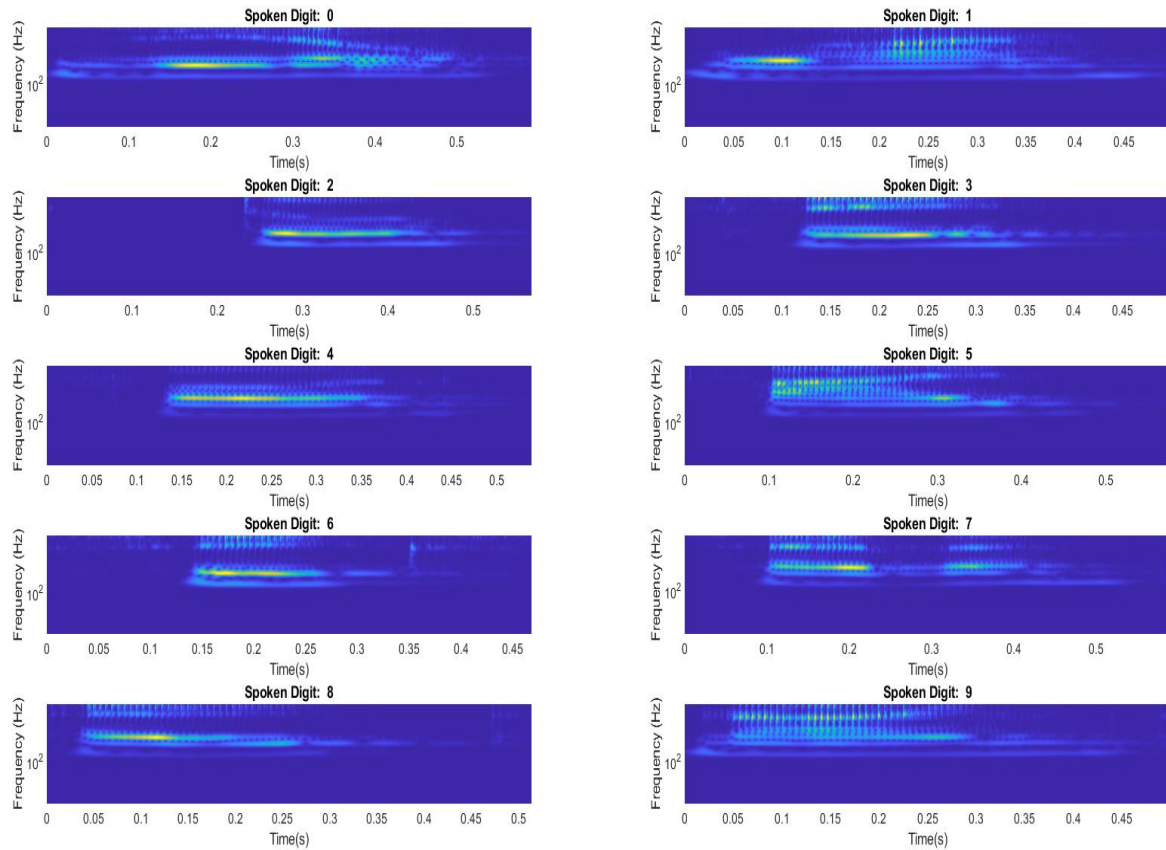 Spoken Digit: 0
Frequency (Hz)
10²
0 0.1 0.2 0.3 0.4 0.5
Time(s)
Spoken Digit: 1
Frequency (Hz)
10²
0 0.05 0.1 0.15 0.2 0.25 0.3 0.35 0.4 0.45
Time(s)
Spoken Digit: 2
Frequency (Hz)
10²
0 0.1 0.2 0.3 0.4 0.5
Time(s)
Spoken Digit: 3
Frequency (Hz)
10²
0 0.05 0.1 0.15 0.2 0.25 0.3 0.35 0.4 0.45
Time(s)
Spoken Digit: 4
Frequency (Hz)
10²
0 0.05 0.1 0.15 0.2 0.25 0.3 0.35 0.4 0.45 0.5
Time(s)
Spoken Digit: 5
Frequency (Hz)
10²
0 0.1 0.2 0.3 0.4 0.5
Time(s)
Spoken Digit: 6
Frequency (Hz)
10²
0 0.05 0.1 0.15 0.2 0.25 0.3 0.35 0.4 0.45
Time(s)
Spoken Digit: 7
Frequency (Hz)
10²
0 0.1 0.2 0.3 0.4 0.5
Time(s)
Spoken Digit: 8
Frequency (Hz)
10²
0 0.05 0.1 0.15 0.2 0.25 0.3 0.35 0.4 0.45 0.5
Time(s)
Spoken Digit: 9
Frequency (Hz)
10²
0 0.05 0.1 0.15 0.2 0.25 0.3 0.35 0.4 0.45
Time(s)